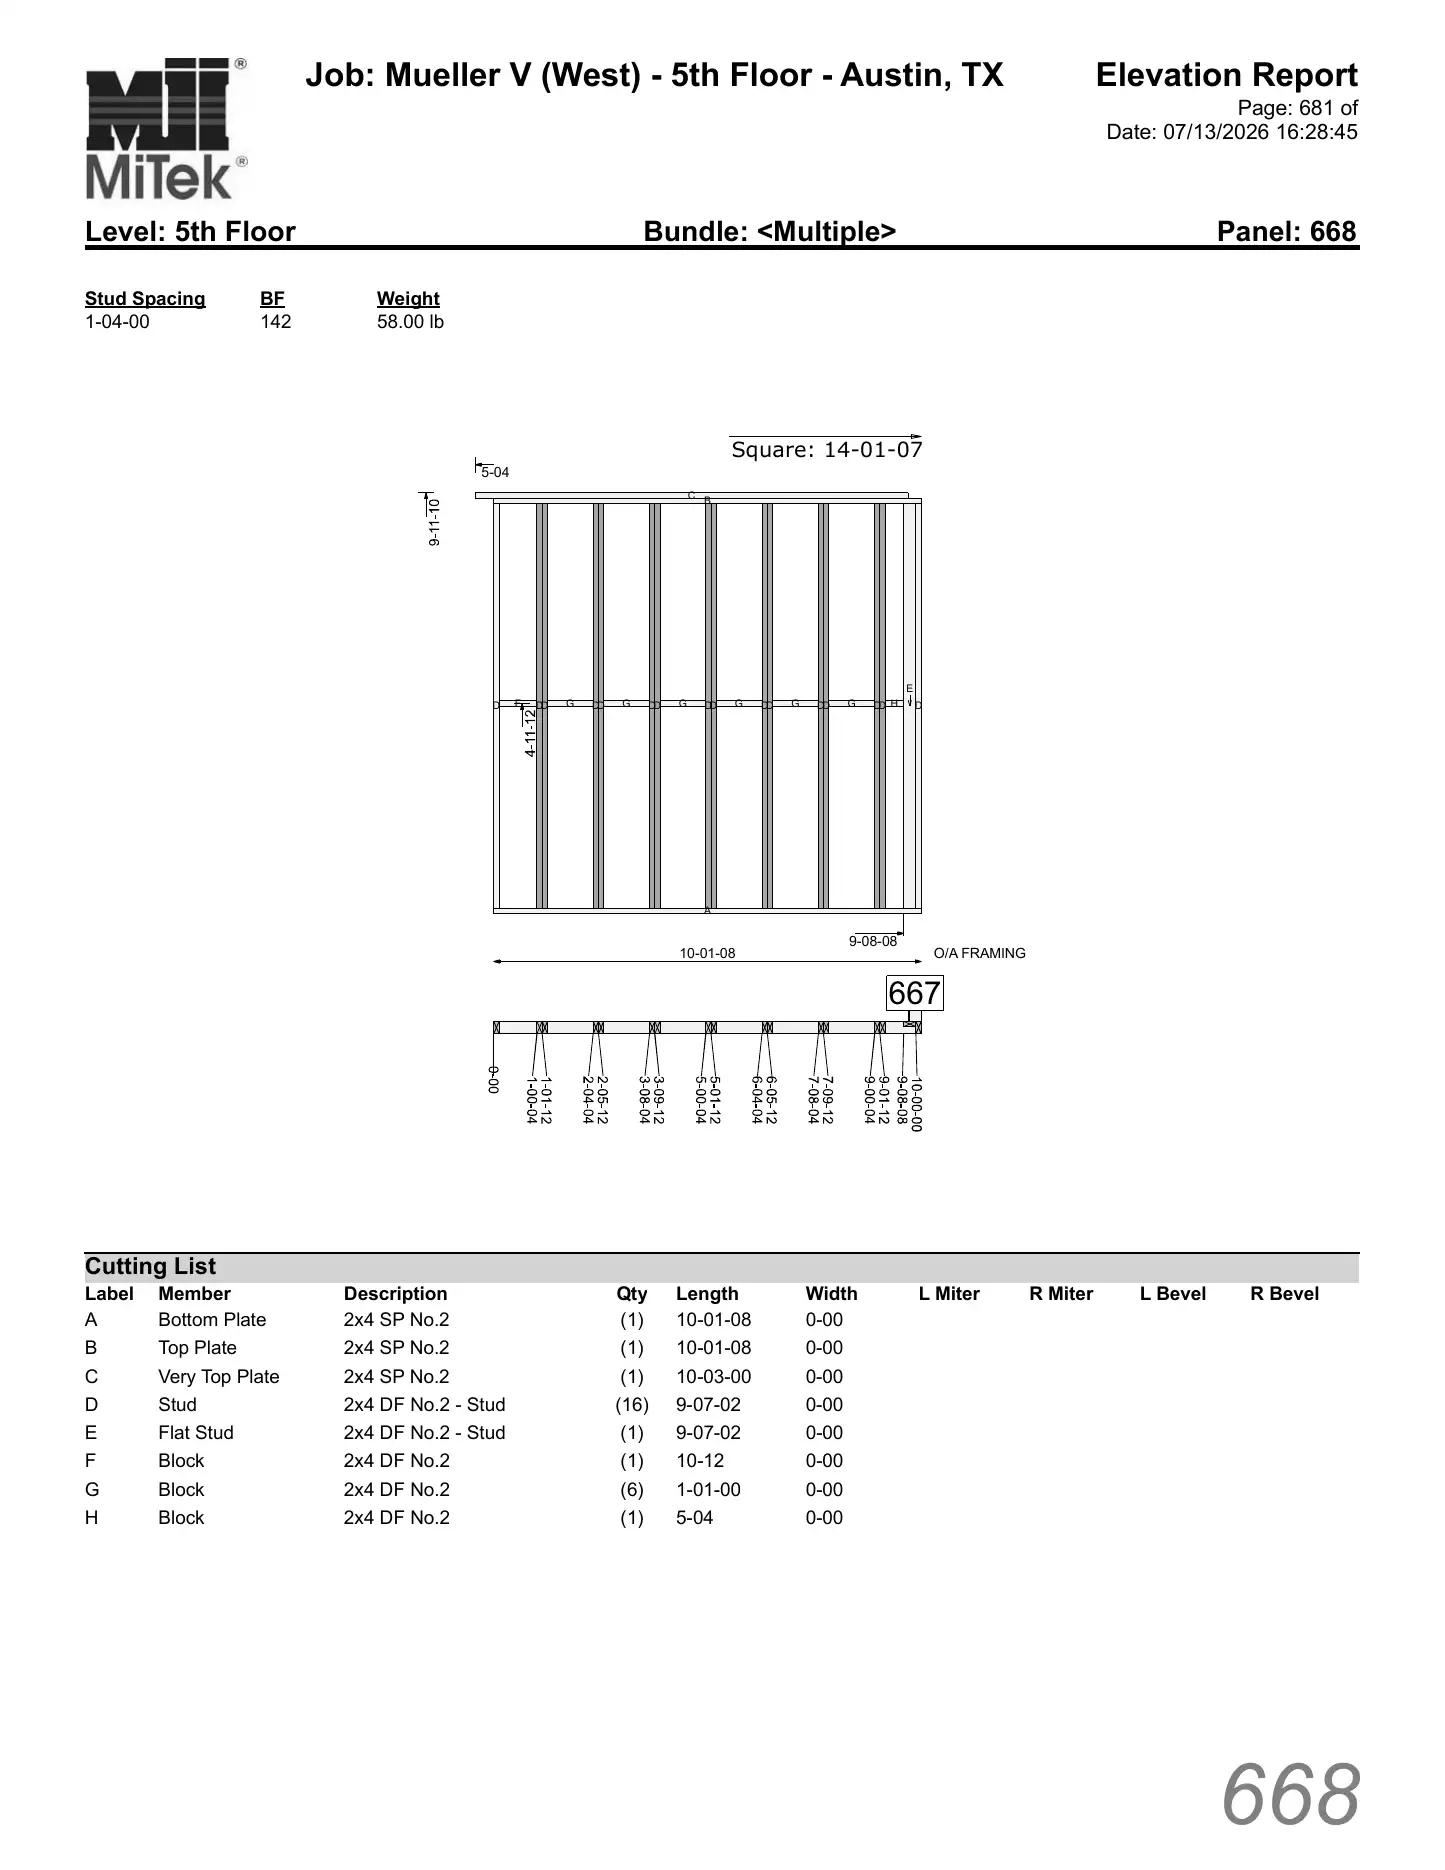 Job: Mueller V (West) - 5th Floor - Austin, TX
Elevation Report
Page: 681 of
Date: 07/13/2026 16:28:45
MiTek®
Level: 5th Floor Bundle: <Multiple> Panel: 668
Stud Spacing BF Weight
1-04-00 142 58.00 lb
Square: 14-01-07
5-04
9-11-10
C
B
E
D F D D G D D G D D G D D G D D G D D G D D H D
4-11-12
A
9-08-08
10-01-08
O/A FRAMING
667
0-00
1-00-04
1-01-12
2-04-04
2-05-12
3-08-04
3-09-12
5-00-04
5-01-12
6-04-04
6-05-12
7-08-04
7-09-12
9-00-04
9-01-12
9-08-08
10-00-00
Cutting List
Label Member Description Qty Length Width L Miter R Miter L Bevel R Bevel
A Bottom Plate 2x4 SP No.2 (1) 10-01-08 0-00
B Top Plate 2x4 SP No.2 (1) 10-01-08 0-00
C Very Top Plate 2x4 SP No.2 (1) 10-03-00 0-00
D Stud 2x4 DF No.2 - Stud (16) 9-07-02 0-00
E Flat Stud 2x4 DF No.2 - Stud (1) 9-07-02 0-00
F Block 2x4 DF No.2 (1) 10-12 0-00
G Block 2x4 DF No.2 (6) 1-01-00 0-00
H Block 2x4 DF No.2 (1) 5-04 0-00
668